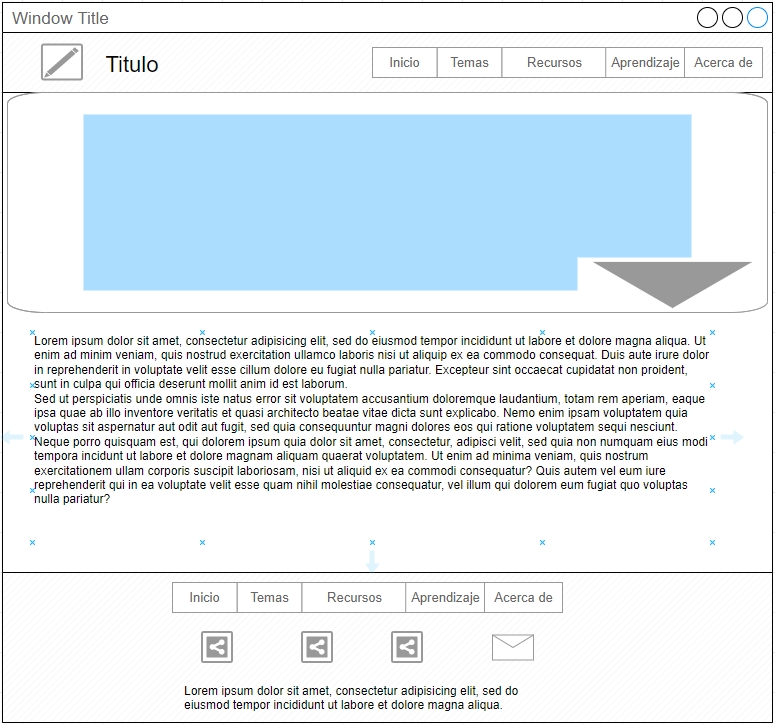 Window Title
Titulo
Inicio
Temas
Recursos
Aprendizaje
Acerca de
Lorem ipsum dolor sit amet, consectetur adipisicing elit, sed do eiusmod tempor incididunt ut labore et dolore magna aliqua. Ut
enim ad minim veniam, quis nostrud exercitation ullamco laboris nisi ut aliquip ex ea commodo consequat. Duis aute irure dolor
in reprehenderit in voluptate velit esse cillum dolore eu fugiat nulla pariatur. Excepteur sint occaecat cupidatat non proident,
sunt in culpa qui officia deserunt mollit anim id est laborum.
Sed ut perspiciatis unde omnis iste natus error sit voluptatem accusantium doloremque laudantium, totam rem aperiam, eaque
ipsa quae ab illo inventore veritatis et quasi architecto beatae vitae dicta sunt explicabo. Nemo enim ipsam voluptatem quia
voluptas sit aspernatur aut odit aut fugit, sed quia consequuntur magni dolores eos qui ratione voluptatem sequi nesciunt.
Neque porro quisquam est, qui dolorem ipsum quia dolor sit amet, consectetur, adipisci velit, sed quia non numquam eius modi
tempora incidunt ut labore et dolore magnam aliquam quaerat voluptatem. Ut enim ad minima veniam, quis nostrum
exercitationem ullam corporis suscipit laboriosam, nisi ut aliquid ex ea commodi consequatur? Quis autem vel eum iure
reprehenderit qui in ea voluptate velit esse quam nihil molestiae consequatur, vel illum qui dolorem eum fugiat quo voluptas
nulla pariatur?
Inicio
Temas
Recursos
Aprendizaje
Acerca de
Lorem ipsum dolor sit amet, consectetur adipisicing elit, sed do
tempor incididunt ut labore et dolore magna aliqua.